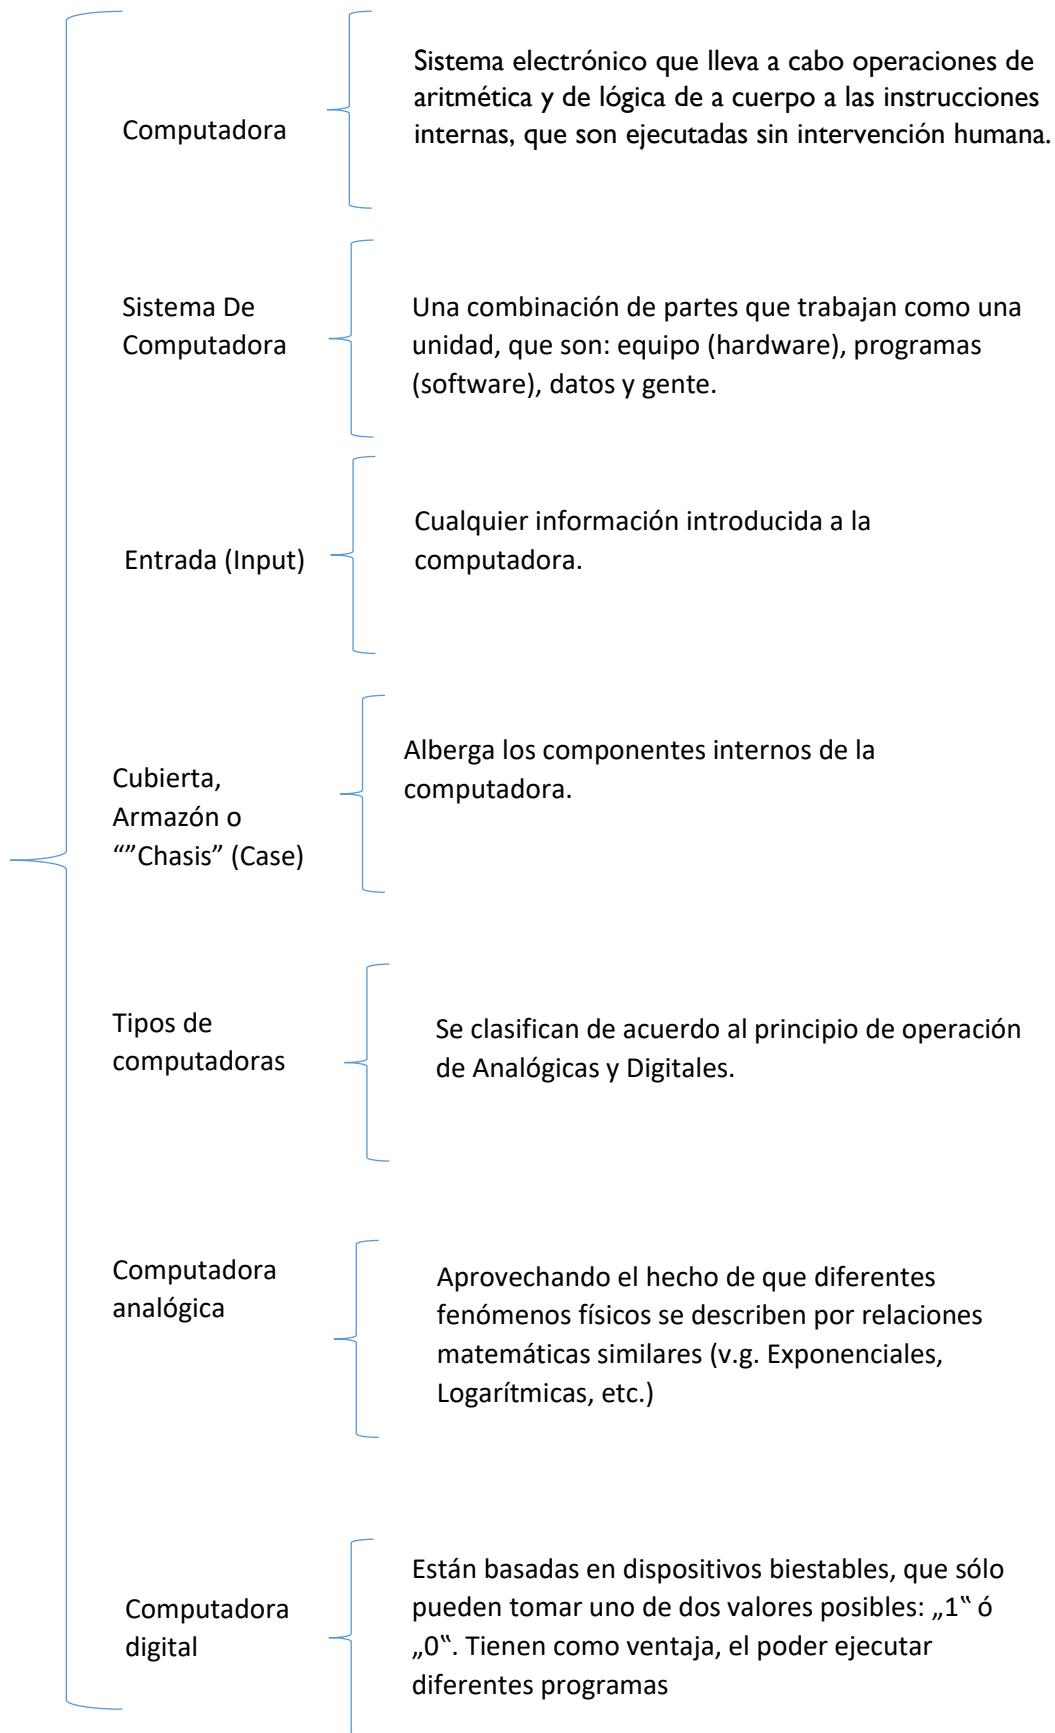 Computadora
Sistema electrónico que lleva a cabo operaciones de
aritmética y de lógica de a cuerpo a las instrucciones
internas, que son ejecutadas sin intervención humana.
Sistema De
Computadora
Una combinación de partes que trabajan como una
unidad, que son: equipo (hardware), programas
(software), datos y gente.
Entrada (Input)
Cualquier información introducida a la
computadora.
Cubierta,
Armazón o
“”Chasis” (Case)
Alberga los componentes internos de la
computadora.
Tipos de
computadoras
Se clasifican de acuerdo al principio de operación
de Analógicas y Digitales.
Computadora
analógica
Aprovechando el hecho de que diferentes
fenómenos físicos se describen por relaciones
matemáticas similares (v.g. Exponenciales,
Logarítmicas, etc.)
Computadora
digital
Están basadas en dispositivos biestables, que sólo
pueden tomar uno de dos valores posibles: „1‟ ó
„0‟. Tienen como ventaja, el poder ejecutar
diferentes programas